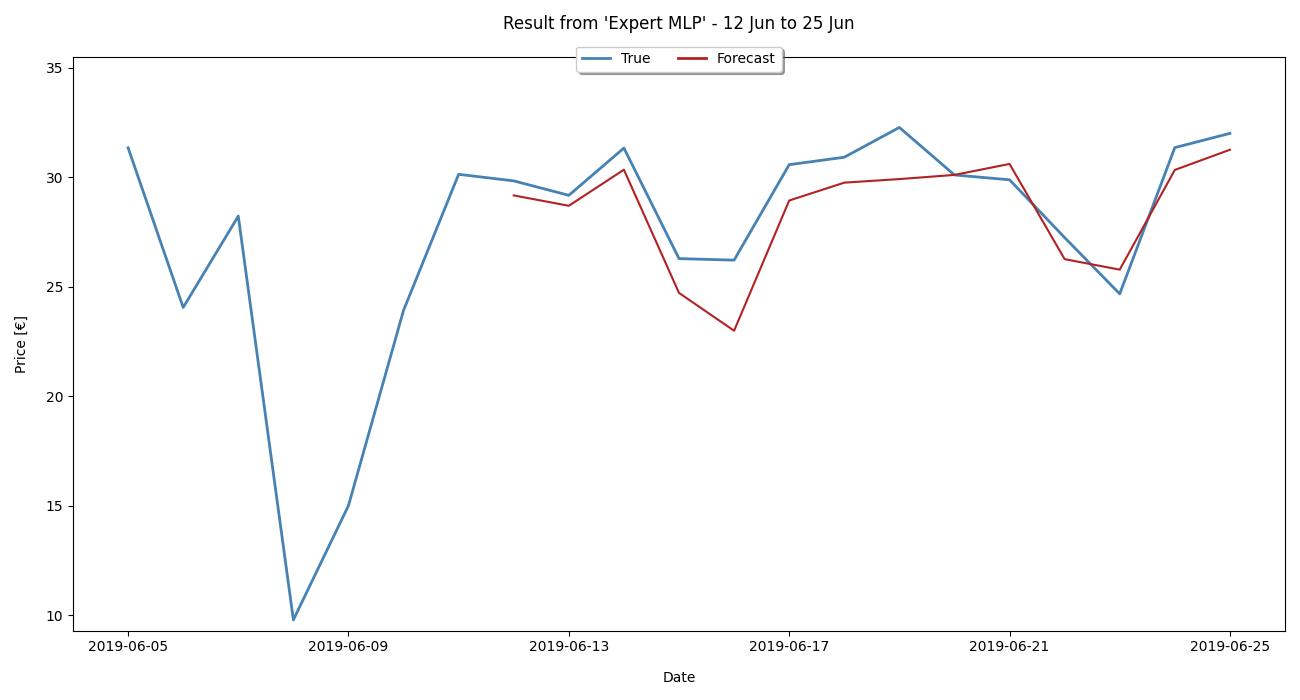 Result from 'Expert MLP' - 12 Jun to 25 Jun
True Forecast
35
30
25
20
15
10
Price [€]
2019-06-05 2019-06-09 2019-06-13 2019-06-17 2019-06-21 2019-06-25
Date